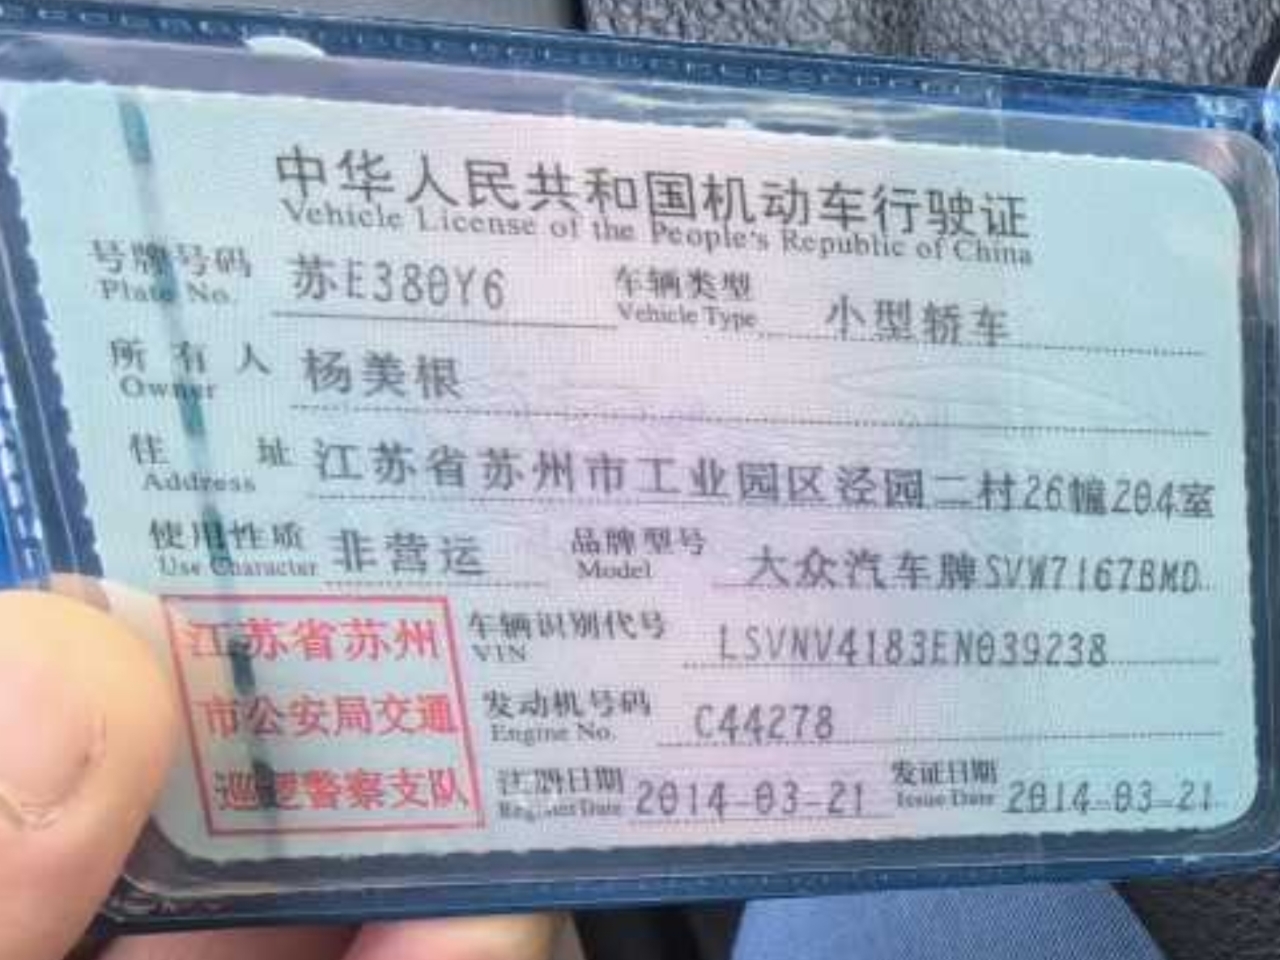 中华人民共和国机动车行驶证
Vehicle License of the People's Republic of China
号牌号码 苏E380Y6 车辆类型 小型轿车
Plate No. Vehicle Type
所有人 杨美根
Owner
住址 江苏省苏州市工业园区泾园二村26幢204室
Address
使用性质 非营运 品牌型号 大众汽车牌SVW7167BMD
Use Character Model
江苏省苏州
市公安局交通
巡逻警察支队
车辆识别代号 LSVNV4183EN039238
VIN
发动机号码 C44278
Engine No.
注册日期 2014-03-21 发证日期 2014-03-21
Register Date Issue Date